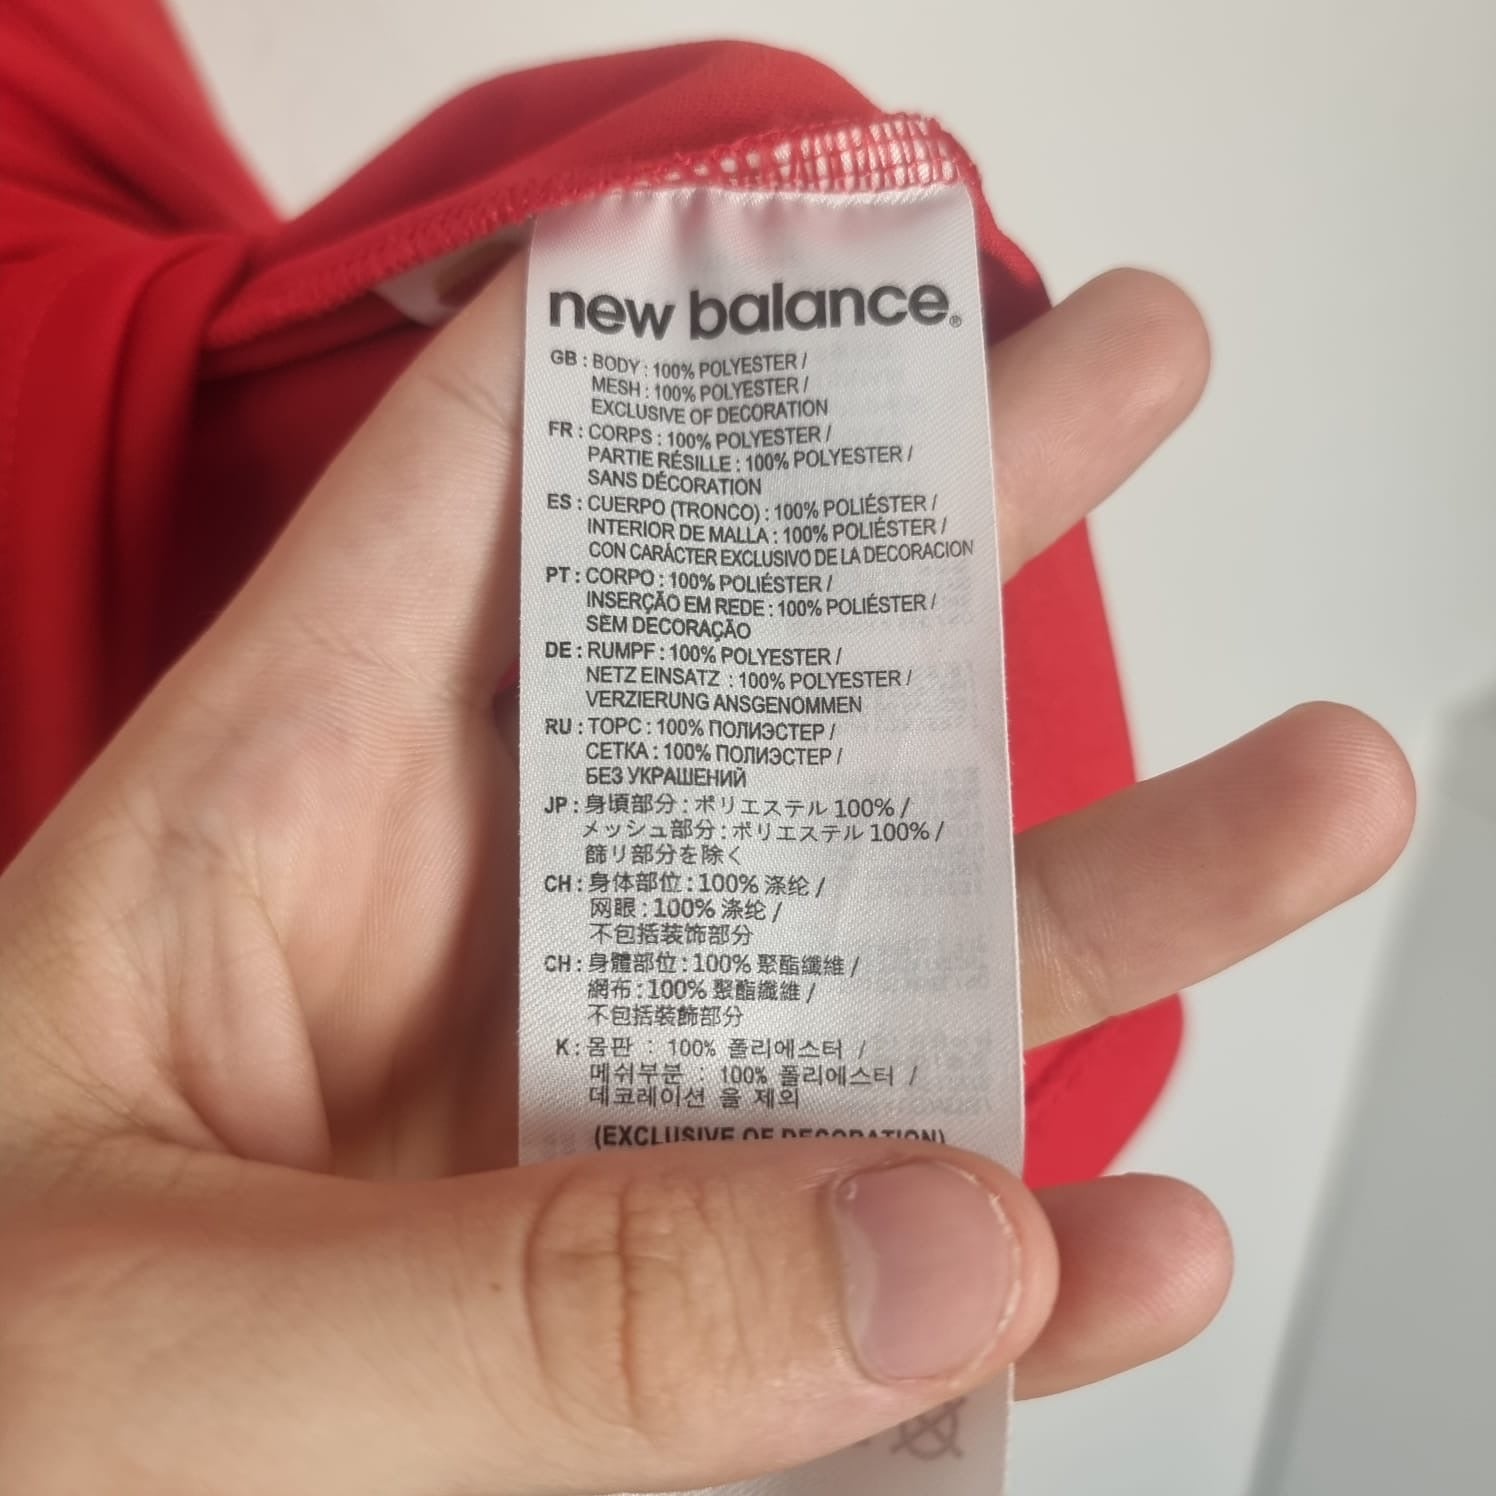 new balance®
GB : BODY : 100% POLYESTER /
MESH : 100% POLYESTER /
EXCLUSIVE OF DECORATION
FR : CORPS : 100% POLYESTER /
PARTIE RÉSILLE : 100% POLYESTER /
SANS DÉCORATION
ES : CUERPO (TRONCO) : 100% POLIÉSTER /
INTERIOR DE MALLA : 100% POLIÉSTER /
CON CARÁCTER EXCLUSIVO DE LA DECORACION
PT : CORPO : 100% POLIÉSTER /
INSERÇÃO EM REDE : 100% POLIÉSTER /
SEM DECORAÇÃO
DE : RUMPF : 100% POLYESTER /
NETZ EINSATZ : 100% POLYESTER /
VERZIERUNG ANSGENOMMEN
RU : ТОРС : 100% ПОЛИЭСТЕР /
СЕТКА : 100% ПОЛИЭСТЕР /
БЕЗ УКРАШЕНИЙ
JP : 身頃部分 : ポリエステル 100% /
メッシュ部分 : ポリエステル 100% /
篩リ部分を除く
CH : 身体部位 : 100% 涤纶 /
网眼 : 100% 涤纶 /
不包括装饰部分
CH : 身體部位 : 100% 聚酯纖維 /
網布 : 100% 聚酯纖維 /
不包括裝飾部分
K : 몸판 : 100% 폴리에스터 /
메쉬부분 : 100% 폴리에스터 /
데코레이션 을 제외
(EXCLUSIVE OF DECORATION)